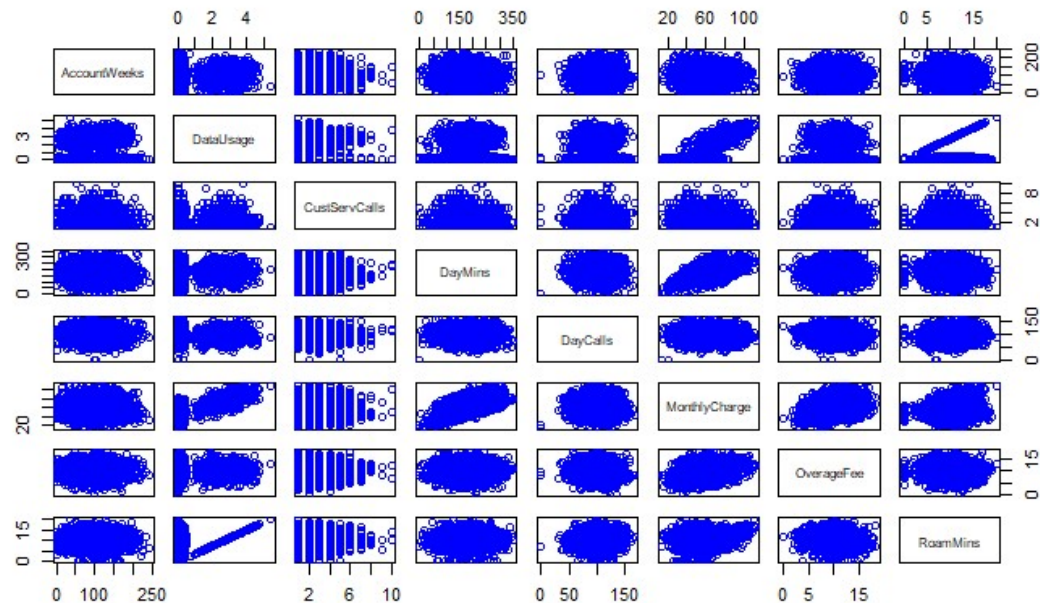 0 2 4 0 150 350 20 60 100 0 5 15
AccountWeeks 0 200
0 3 DataUsage
CustServCalls 2 8
0 300 DayMins
DayCalls 0 150
20 MonthlyCharge
OverageFee 0 15
0 15 RoamMins
0 100 250 2 6 10 0 50 150 0 5 15